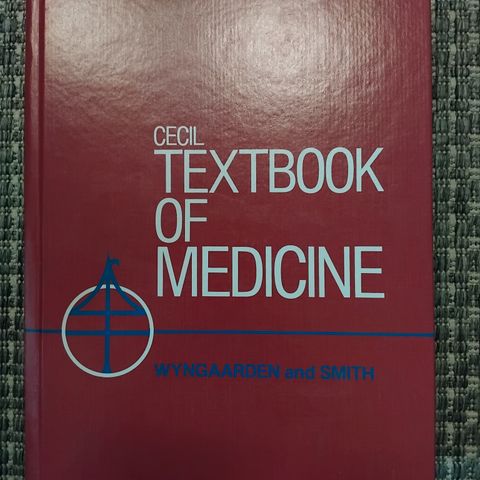 CECIL
TEXTBOOK
OF
MEDICINE
WYNGAARDEN and SMITH